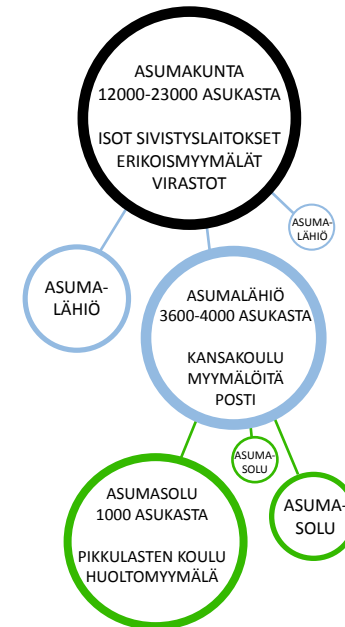 ASUMAKUNTA
12000-23000 ASUKASTA
ISOT SIVISTYSLAITOKSET
ERIKOISMYYMÄLÄT
VIRASTOT
ASUMA-
LÄHIÖ
ASUMA-
LÄHIÖ
ASUMALÄHIÖ
3600-4000 ASUKASTA
KANSAKOULU
MYYMÄLÖITÄ
POSTI
ASUMA-
SOLU
ASUMASOLU
1000 ASUKASTA
PIKKULASTEN KOULU
HUOLTOMYYMÄLÄ
ASUMA-
SOLU